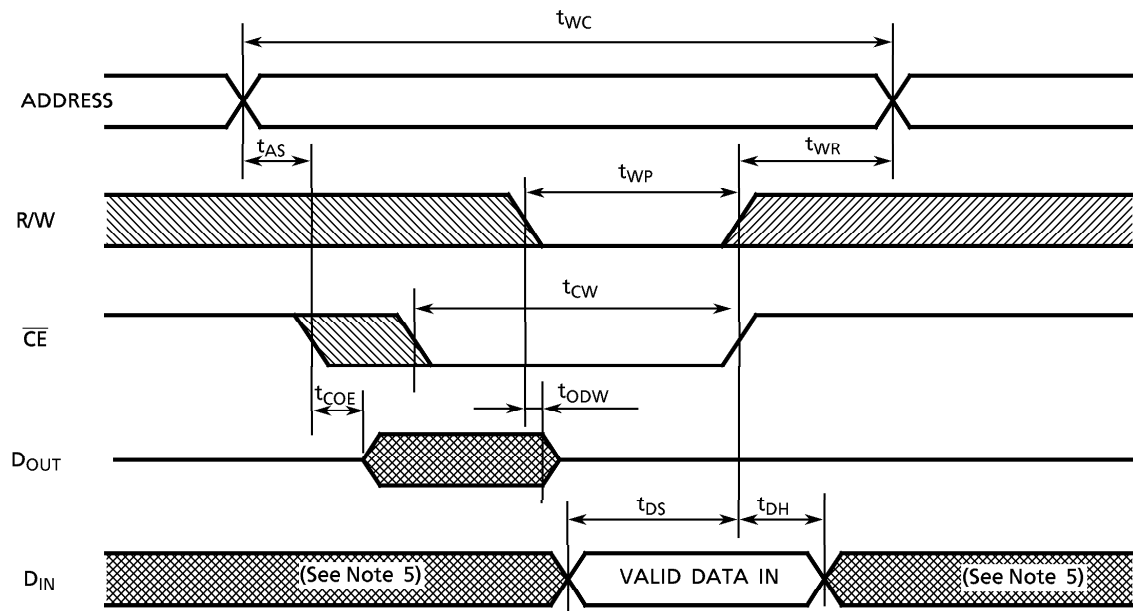 tWC
ADDRESS
tAS
tWR
tWP
R/W
tCW
CE
tCOE
tODW
DOUT
tDS
tDH
DIN
(See Note 5)
VALID DATA IN
(See Note 5)